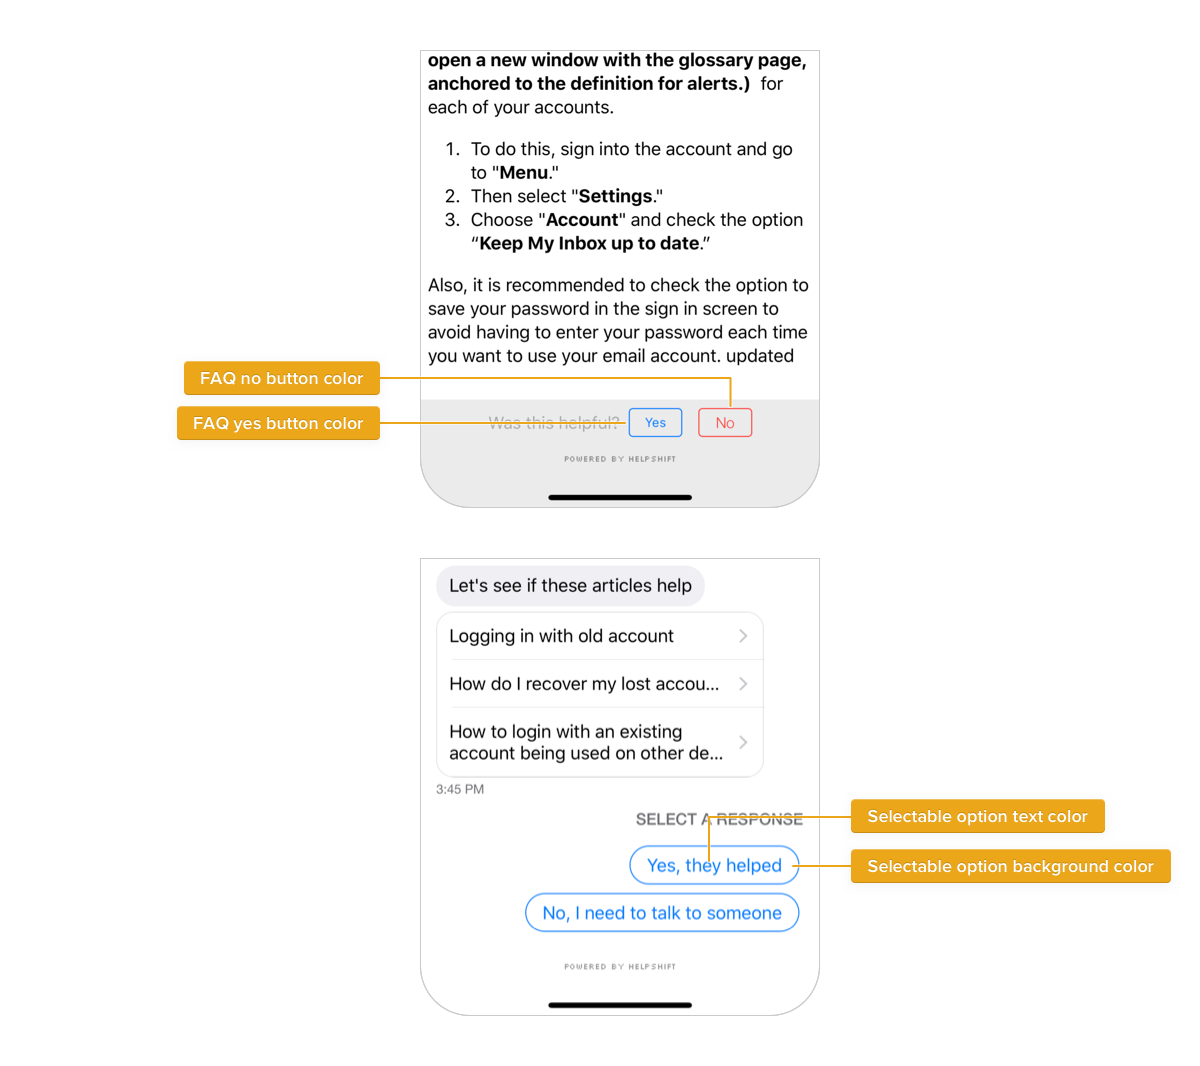 open a new window with the glossary page,
anchored to the definition for alerts.) for
each of your accounts.
1. To do this, sign into the account and go
to "Menu."
2. Then select "Settings."
3. Choose "Account" and check the option
“Keep My Inbox up to date.”
Also, it is recommended to check the option to
save your password in the sign in screen to
avoid having to enter your password each time
you want to use your email account. updated
FAQ no button color
FAQ yes button color
Was this helpful? Yes No
POWERED BY HELPSHIFT
Let's see if these articles help
Logging in with old account
How do I recover my lost accou...
How to login with an existing
account being used on other de...
3:45 PM
SELECT A RESPONSE
Selectable option text color
Yes, they helped
Selectable option background color
No, I need to talk to someone
POWERED BY HELPSHIFT